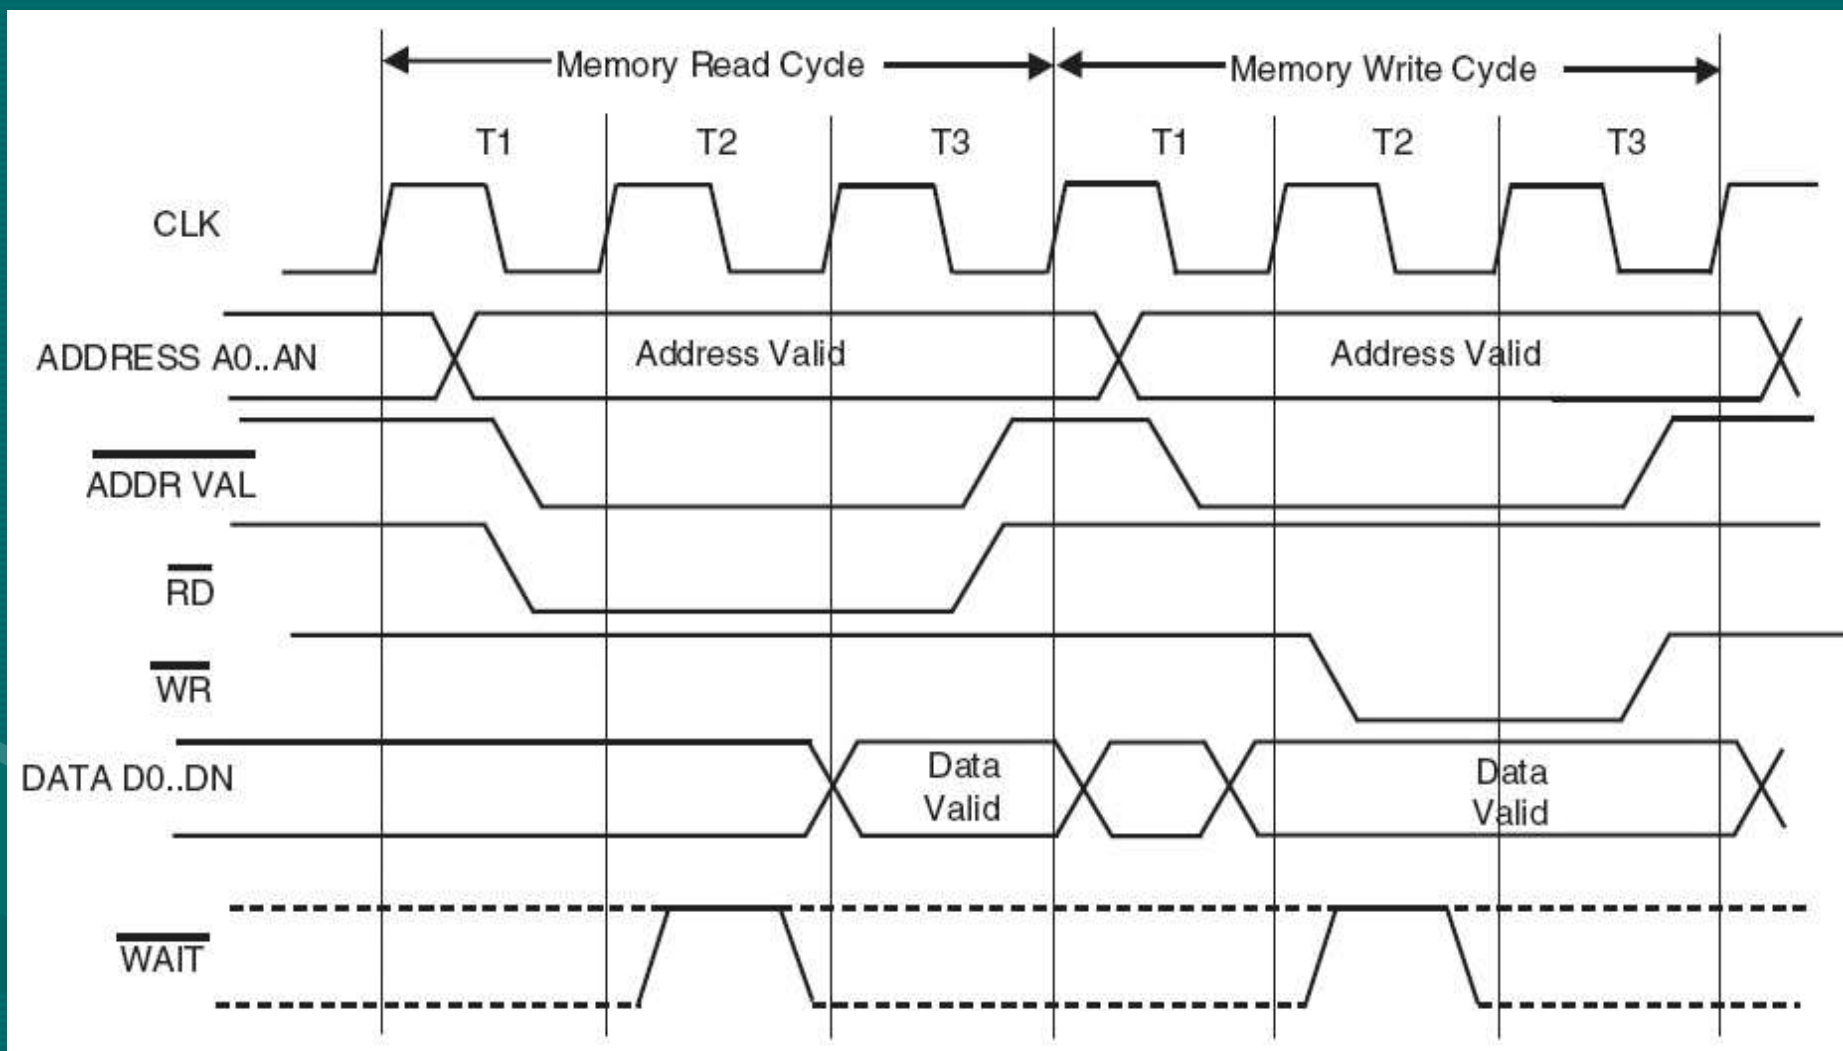 Memory Read Cycle Memory Write Cycle
T1 T2 T3 T1 T2 T3
CLK
ADDRESS A0..AN Address Valid Address Valid
ADDR VAL
RD
WR
DATA D0..DN Data Valid Data Valid
WAIT